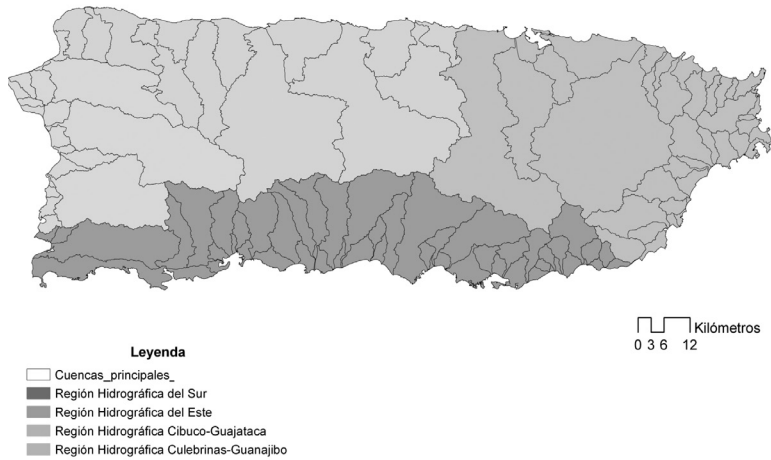 Kilómetros
0 3 6 12
Leyenda
Cuencas_principales_
Región Hidrográfica del Sur
Región Hidrográfica del Este
Región Hidrográfica Cibuco-Guajataca
Región Hidrográfica Culebrinas-Guanajibo